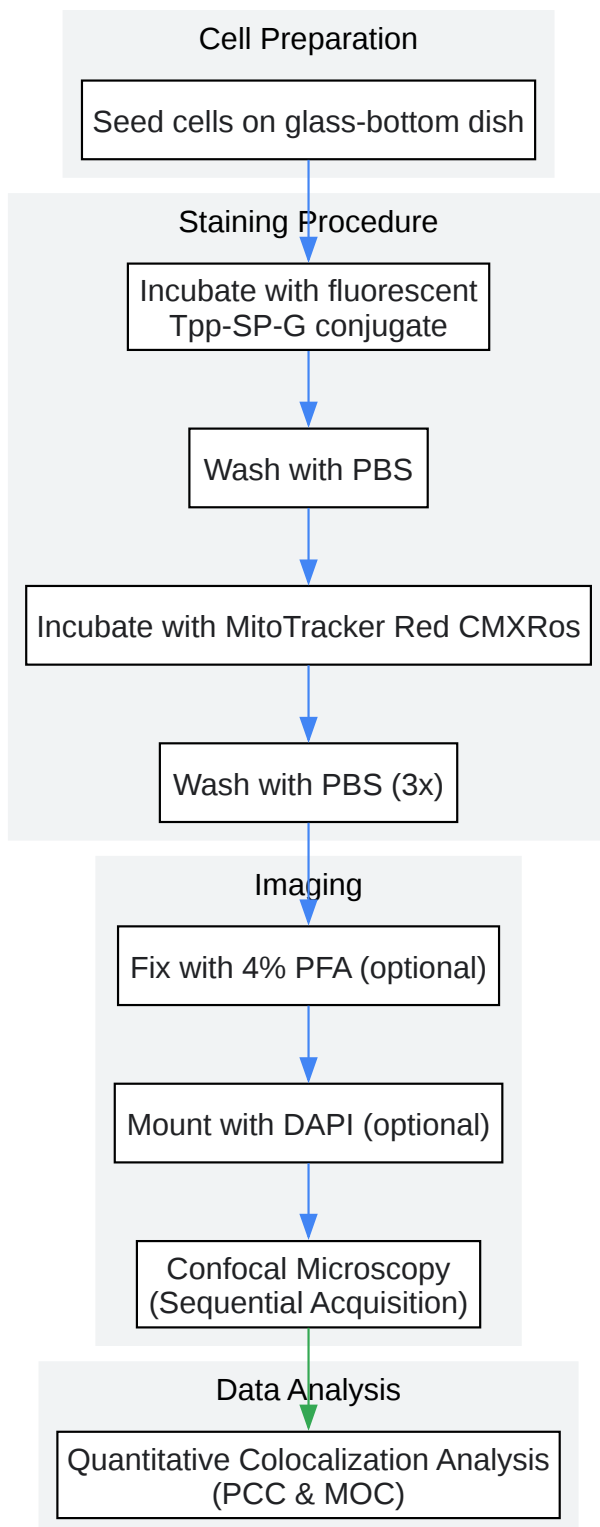 Cell Preparation
Seed cells on glass-bottom dish
Staining Procedure
Incubate with fluorescent
Tpp-SP-G conjugate
Wash with PBS
Incubate with MitoTracker Red CMXRos
Wash with PBS (3x)
Imaging
Fix with 4% PFA (optional)
Mount with DAPI (optional)
Confocal Microscopy
(Sequential Acquisition)
Data Analysis
Quantitative Colocalization Analysis
(PCC & MOC)